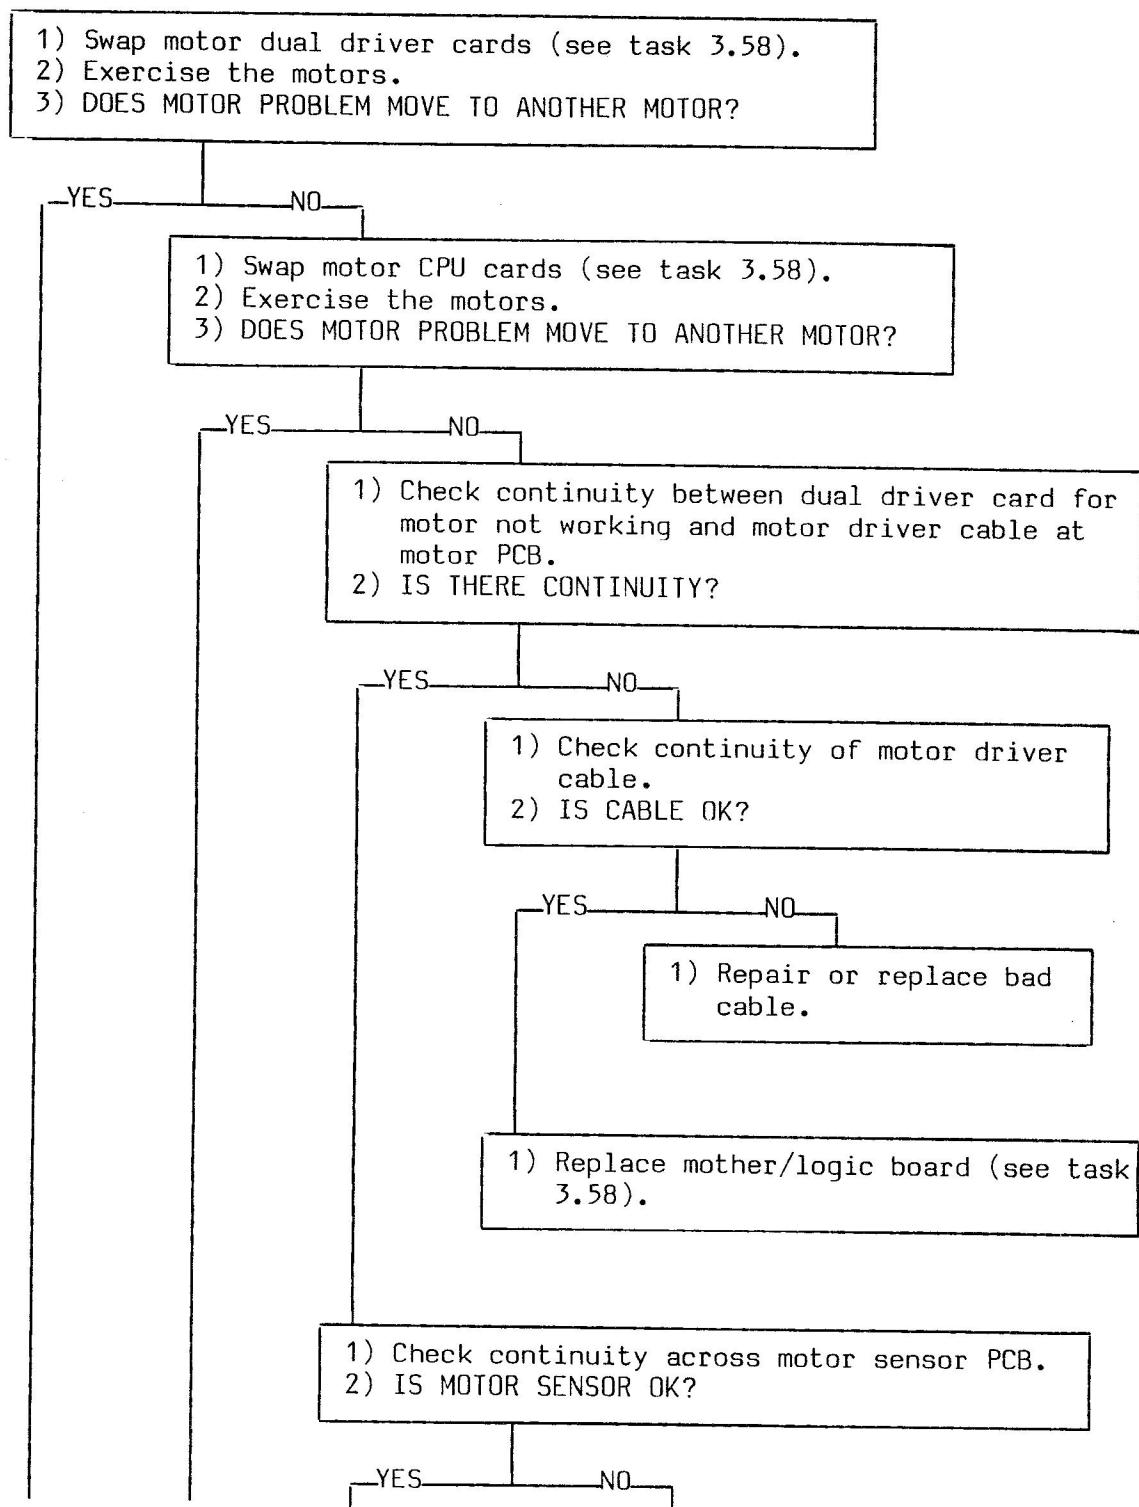 1) Swap motor dual driver cards (see task 3.58).
2) Exercise the motors.
3) DOES MOTOR PROBLEM MOVE TO ANOTHER MOTOR?
YES NO
1) Swap motor CPU cards (see task 3.58).
2) Exercise the motors.
3) DOES MOTOR PROBLEM MOVE TO ANOTHER MOTOR?
YES NO
1) Check continuity between dual driver card for
motor not working and motor driver cable at
motor PCB.
2) IS THERE CONTINUITY?
YES NO
1) Check continuity of motor driver
cable.
2) IS CABLE OK?
YES NO
1) Repair or replace bad
cable.
1) Replace mother/logic board (see task
3.58).
1) Check continuity across motor sensor PCB.
2) IS MOTOR SENSOR OK?
YES NO